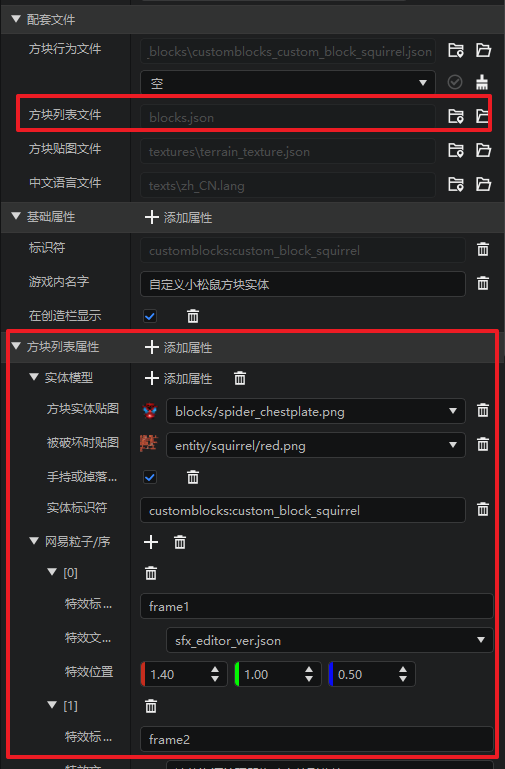 配套文件
方块行为文件 blocks\customblocks_custom_block_squirrel.json
空
方块列表文件 blocks.json
方块贴图文件 textures\terrain_texture.json
中文语言文件 texts\zh_CN.lang
基础属性 添加属性
标识符 customblocks:custom_block_squirrel
游戏内名字 自定义小松鼠方块实体
在创造栏显示
方块列表属性 添加属性
实体模型 添加属性
方块实体贴图 blocks/spider_chestplate.png
被破坏时贴图 entity/squirrel/red.png
手持或掉落...
实体标识符 customblocks:custom_block_squirrel
网易粒子/序
[0]
特效标... frame1
特效文... sfx_editor_ver.json
特效位置 1.40 1.00 0.50
[1]
特效标... frame2